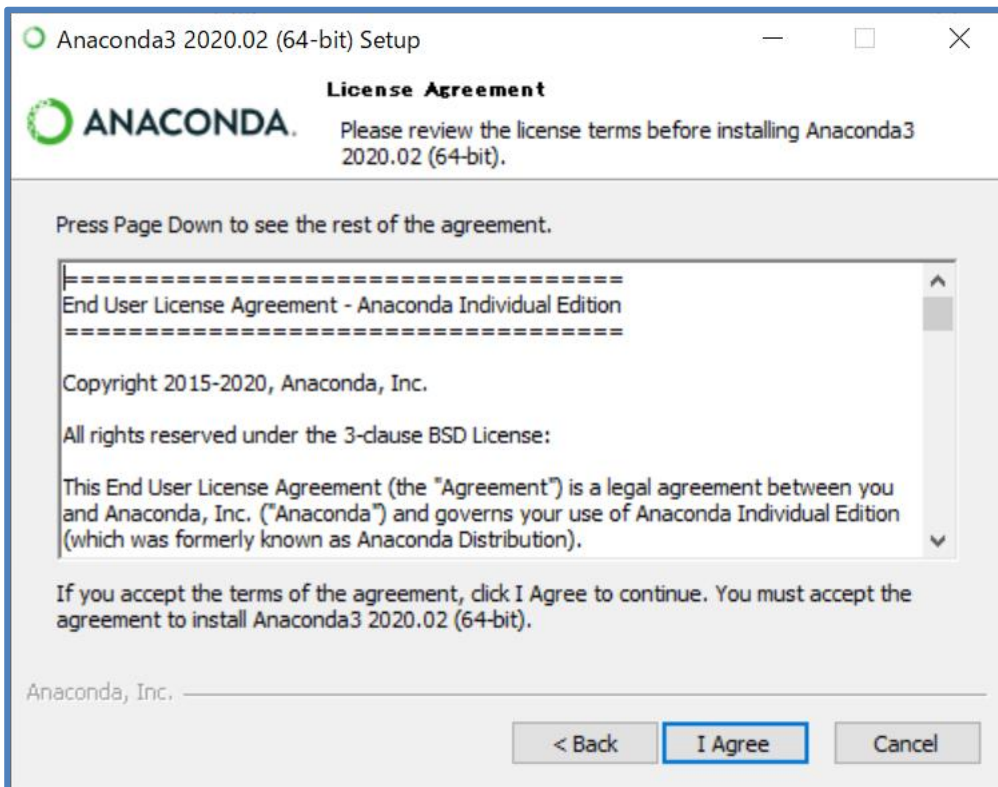 Anaconda3 2020.02 (64-bit) Setup
ANACONDA.
License Agreement
Please review the license terms before installing Anaconda3
2020.02 (64-bit).
Press Page Down to see the rest of the agreement.
=====================================
End User License Agreement - Anaconda Individual Edition
=====================================
Copyright 2015-2020, Anaconda, Inc.
All rights reserved under the 3-clause BSD License:
This End User License Agreement (the "Agreement") is a legal agreement between you
and Anaconda, Inc. ("Anaconda") and governs your use of Anaconda Individual Edition
(which was formerly known as Anaconda Distribution).
If you accept the terms of the agreement, click I Agree to continue. You must accept the
agreement to install Anaconda3 2020.02 (64-bit).
Anaconda, Inc.
< Back
I Agree
Cancel